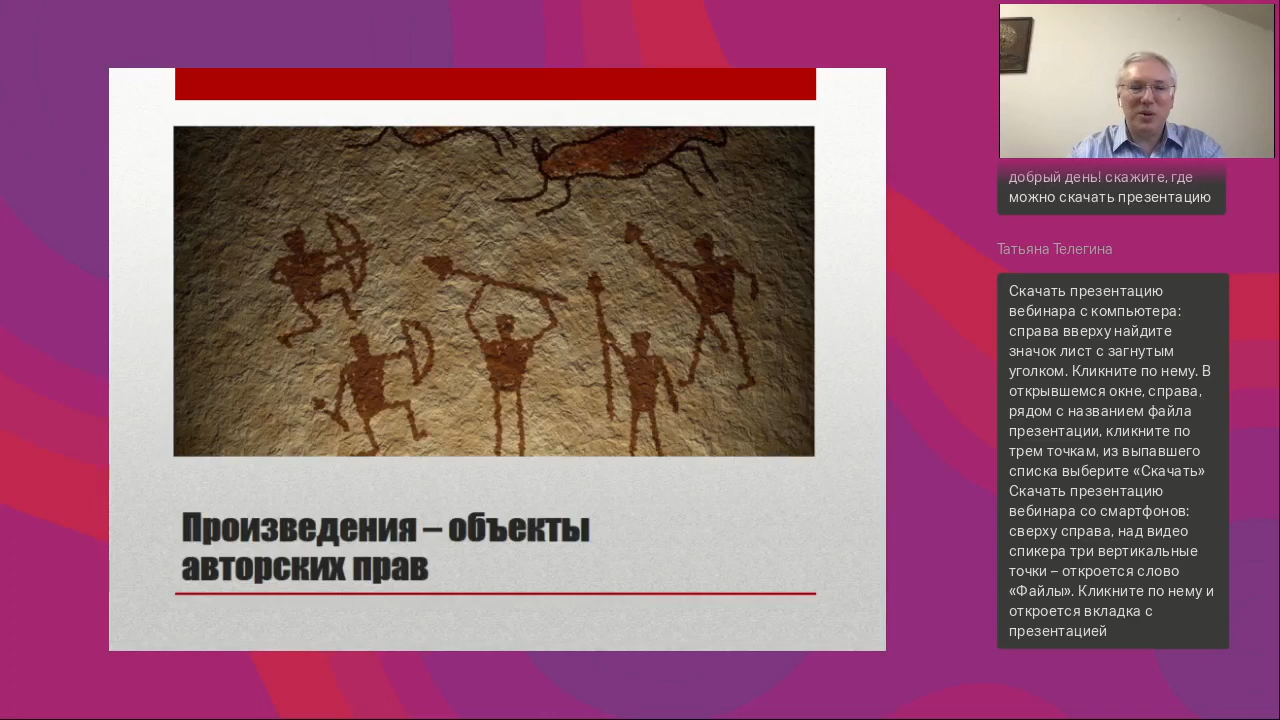 Произведения – объекты
авторских прав
добрый день! скажите, где
можно скачать презентацию
Татьяна Телегина
Скачать презентацию
вебинара с компьютера:
справа вверху найдите
значок лист с загнутым
уголком. Кликните по нему. В
открывшемся окне, справа,
рядом с названием файла
презентации, кликните по
трем точкам, из выпавшего
списка выберите «Скачать»
Скачать презентацию
вебинара со смартфонов:
сверху справа, над видео
спикера три вертикальные
точки – откроется слово
«Файлы». Кликните по нему и
откроется вкладка с
презентацией